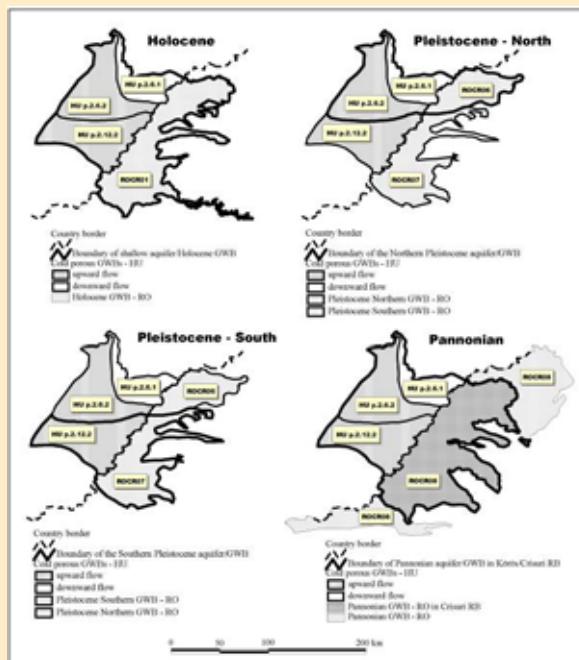 Holocene
HU p.2.6.1
HU p.2.6.2
HU p.2.12.2
ROCR01
Country border
Boundary of shallow aquifer/Holocene GWB
Cold porous GWBs - HU
upward flow
downward flow
Holocene GWB - RO
Pleistocene - North
HU p.2.6.1
ROCR06
HU p.2.6.2
HU p.2.12.2
ROCR07
Country border
Boundary of the Northern Pleistocene aquifer/GWB
Cold porous GWBs - HU
upward flow
downward flow
Pleistocene Northern GWB - RO
Pleistocene Southern GWB - RO
Pleistocene - South
HU p.2.6.1
HU p.2.6.2
HU p.2.12.2
ROCR07
Country border
Boundary of the Southern Pleistocene aquifer/GWB
Cold porous GWBs - HU
upward flow
downward flow
Pleistocene Southern GWB - RO
Pleistocene Northern GWB - RO
Pannonian
ROCR08
HU p.2.6.1
HU p.2.6.2
HU p.2.12.2
ROCR08
ROCR08
Country border
Boundary of Pannonian aquifer/GWB in Körös/Crisuri RB
Cold porous GWBs - HU
upward flow
downward flow
Pannonian GWB - RO in Crisuri RB
Pannonian GWB - RO
0 50 100 200 km